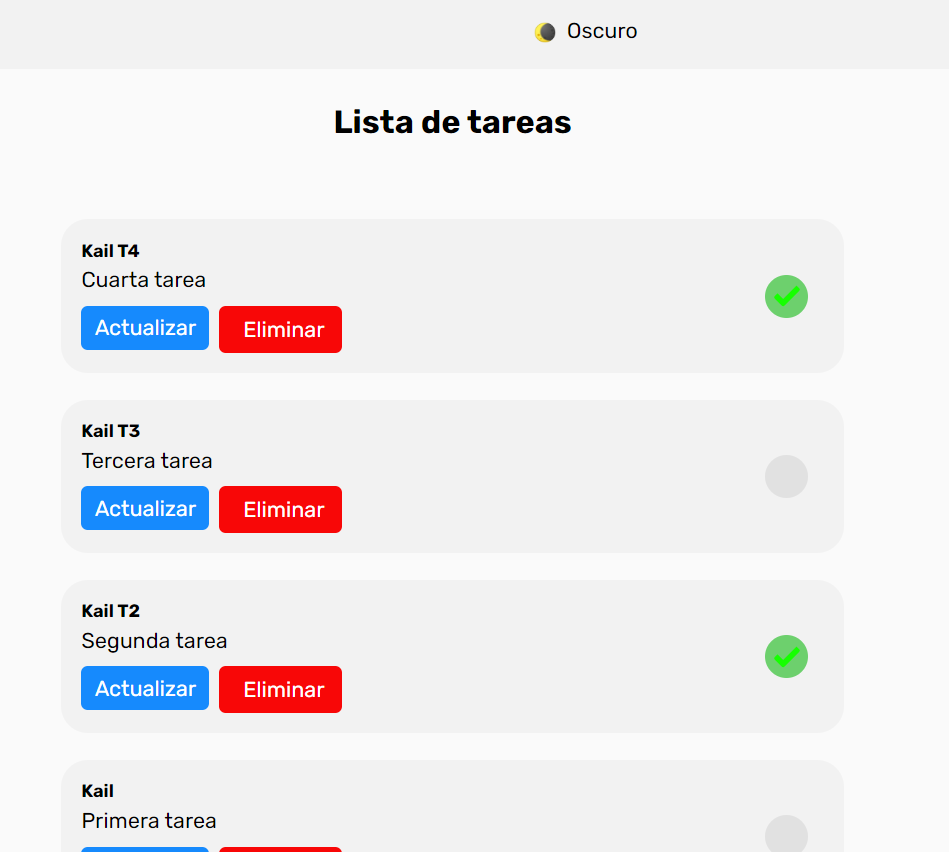 Oscuro
Lista de tareas
Kail T4
Cuarta tarea
Actualizar Eliminar
Kail T3
Tercera tarea
Actualizar Eliminar
Kail T2
Segunda tarea
Actualizar Eliminar
Kail
Primera tarea